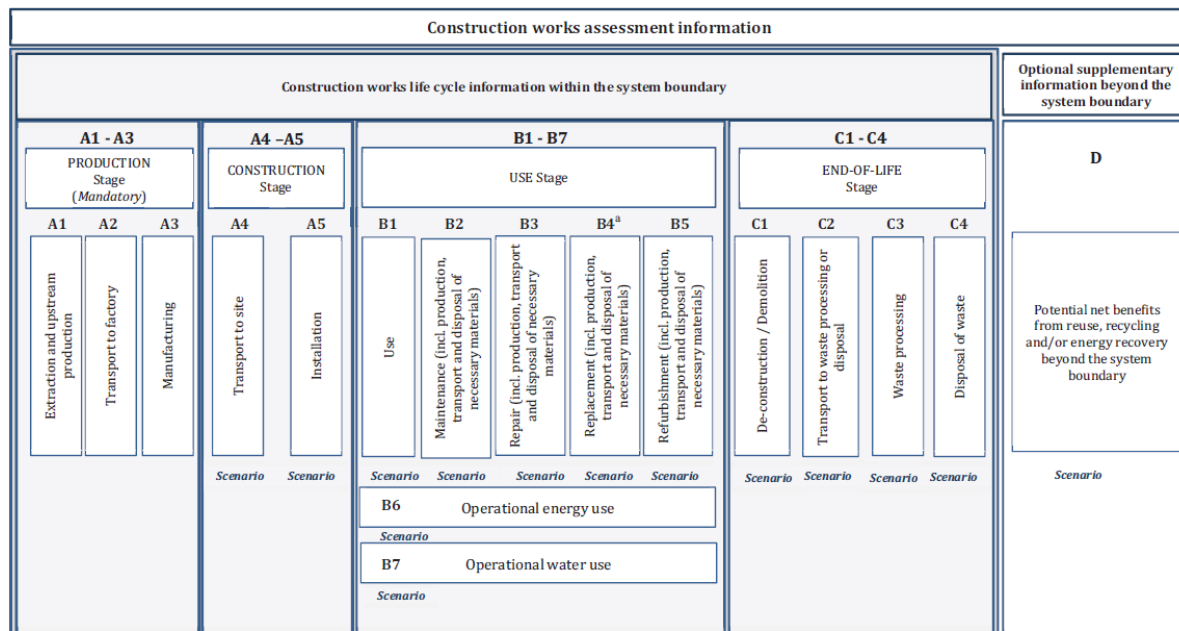 Construction works assessment information
Construction works life cycle information within the system boundary
Optional supplementary
information beyond the
system boundary
A1 - A3
PRODUCTION
Stage
(Mandatory)
A1
A2
A3
Extraction and upstream
production
Transport to factory
Manufacturing
A4 –A5
CONSTRUCTION
Stage
A4
A5
Transport to site
Installation
Scenario
Scenario
B1 - B7
USE Stage
B1
B2
B3
B4ᵃ
B5
Use
Maintenance (incl. production,
transport and disposal of
necessary materials)
Repair (incl. production, transport
and disposal of necessary
materials)
Replacement (incl. production,
transport and disposal of
necessary materials)
Refurbishment (incl. production,
transport and disposal of
necessary materials)
Scenario
Scenario
Scenario
Scenario
Scenario
B6
Operational energy use
Scenario
B7
Operational water use
Scenario
C1 - C4
END-OF-LIFE
Stage
C1
C2
C3
C4
De-construction / Demolition
Transport to waste processing or
disposal
Waste processing
Disposal of waste
Scenario
Scenario
Scenario
Scenario
D
Potential net benefits
from reuse, recycling
and/or energy recovery
beyond the system
boundary
Scenario